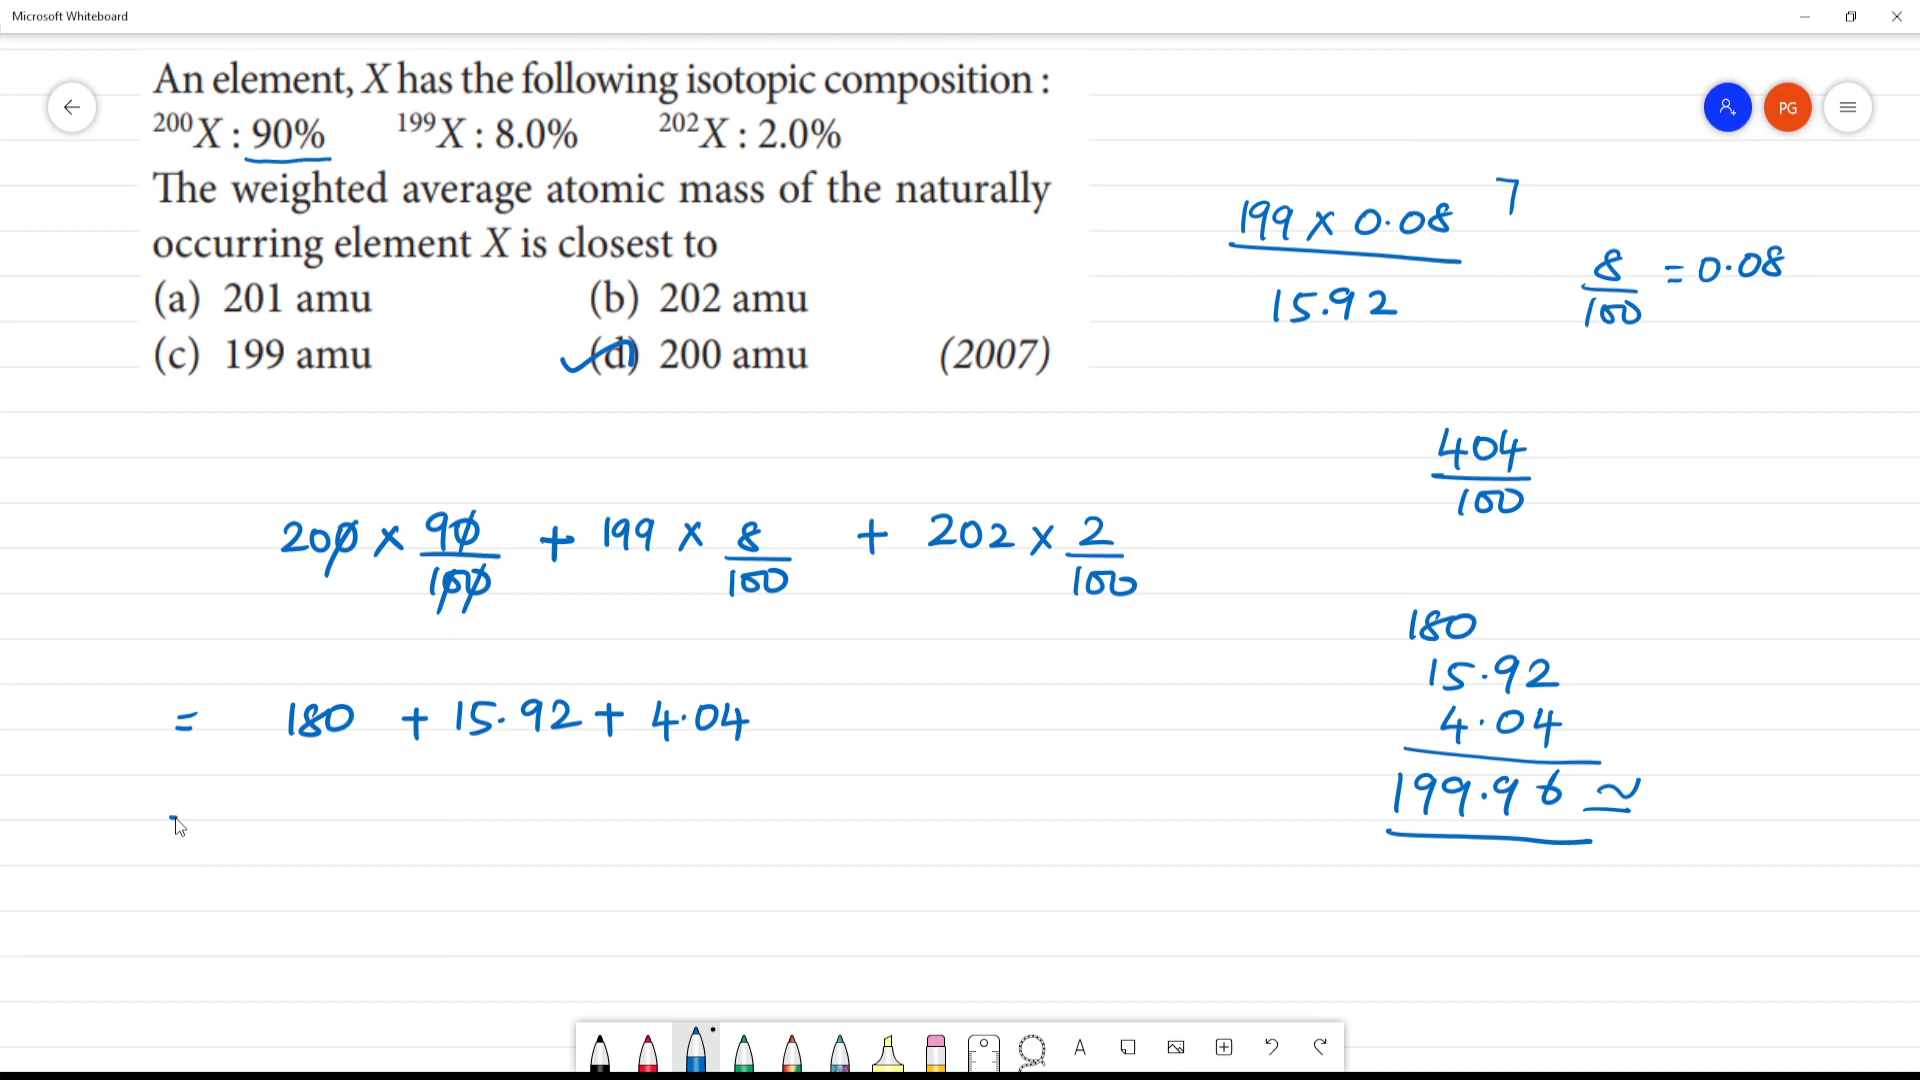 Microsoft Whiteboard
An element, X has the following isotopic composition :
²⁰⁰X : 90% ¹⁹⁹X : 8.0% ²⁰²X : 2.0%
The weighted average atomic mass of the naturally
occurring element X is closest to
(a) 201 amu (b) 202 amu
(c) 199 amu (d) 200 amu (2007)
PG
199 × 0.08 7
15.92
8/100 = 0.08
404/100
200 × 90/100 + 199 × 8/100 + 202 × 2/100
= 180 + 15.92 + 4.04
180
15.92
4.04
199.96 ≃
A